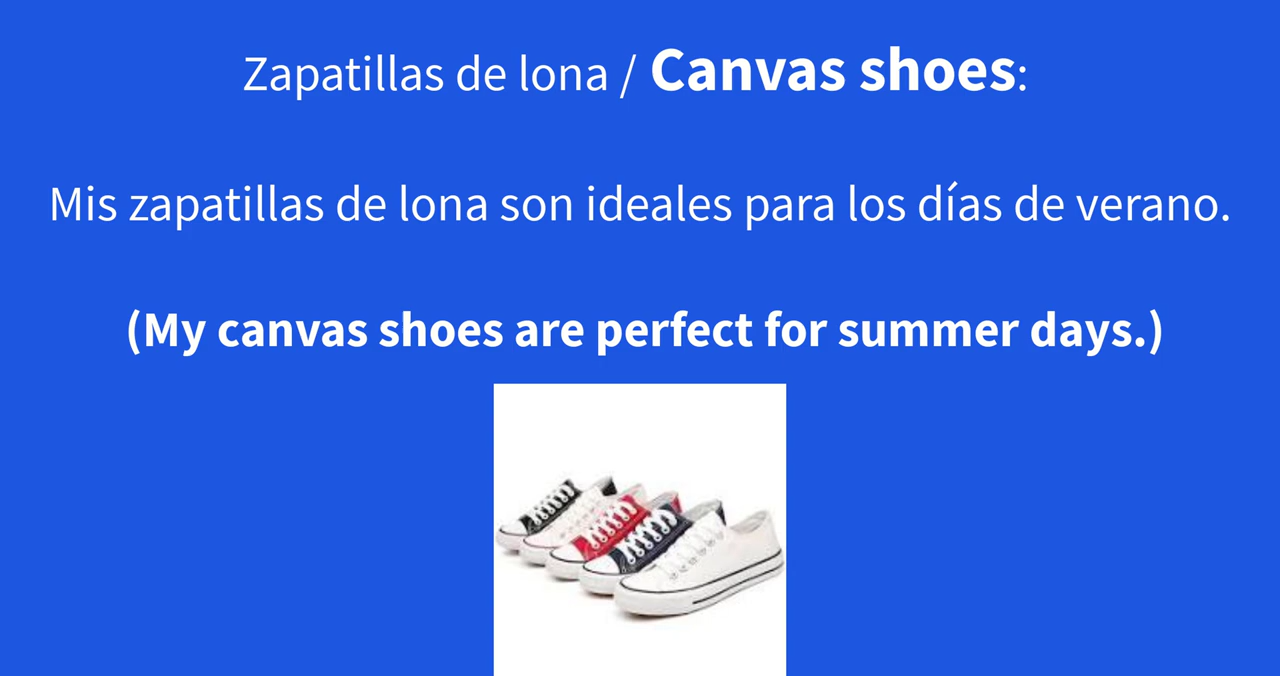 Zapatillas de lona / Canvas shoes:
Mis zapatillas de lona son ideales para los días de verano.
(My canvas shoes are perfect for summer days.)